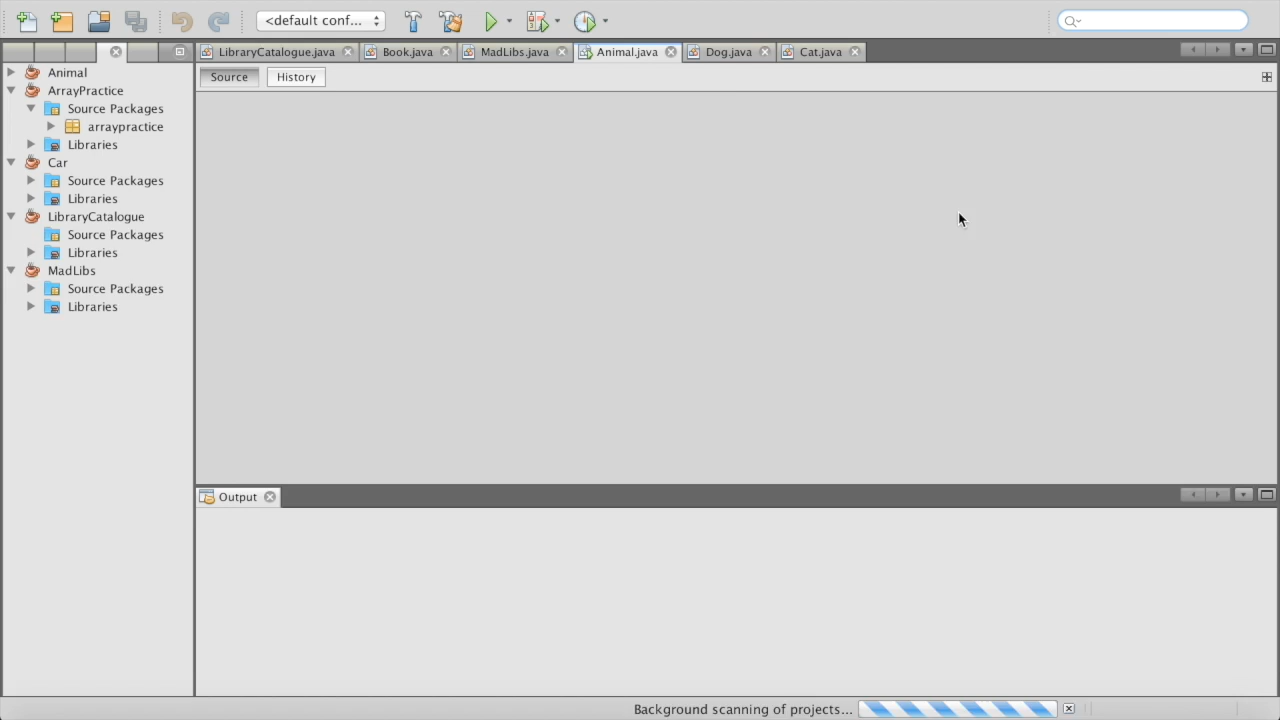 <default conf...
LibraryCatalogue.java
Book.java
MadLibs.java
Animal.java
Dog.java
Cat.java
Source
History
Animal
ArrayPractice
Source Packages
arraypractice
Libraries
Car
Source Packages
Libraries
LibraryCatalogue
Source Packages
Libraries
MadLibs
Source Packages
Libraries
Output
Background scanning of projects...